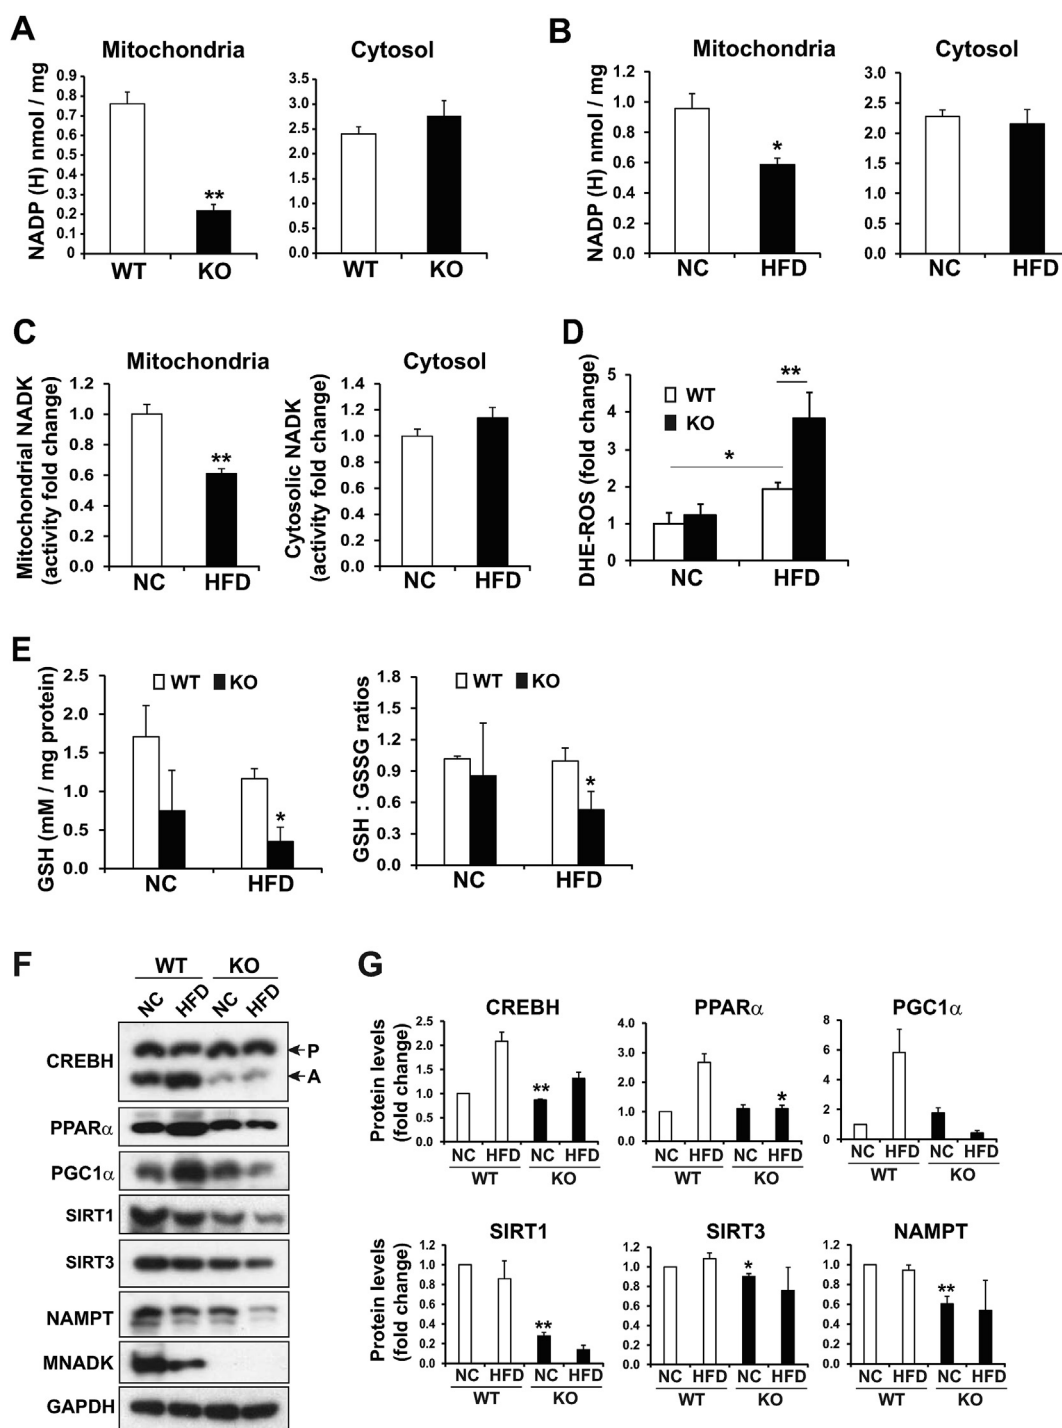 A
Mitochondria
Cytosol
NADP (H) nmol / mg
0.9
0.8
0.7
0.6
0.5
0.4
0.3
0.2
0.1
0
**
WT KO
3.5
3.0
2.5
2.0
1.5
1.0
0.5
0.0
WT KO
B
Mitochondria
Cytosol
NADP (H) nmol / mg
1.2
1.0
0.8
0.6
0.4
0.2
0.0
*
NC HFD
3.0
2.5
2.0
1.5
1.0
0.5
0.0
NC HFD
C
Mitochondria
Cytosol
Mitochondrial NADK
(activity fold change)
1.2
1.0
0.8
0.6
0.4
0.2
0.0
**
NC HFD
Cytosolic NADK
(activity fold change)
1.4
1.2
1.0
0.8
0.6
0.4
0.2
0.0
NC HFD
D
DHE-ROS (fold change)
5
4
3
2
1
0
WT
KO
*
**
NC HFD
E
GSH (mM / mg protein)
2.5
2.0
1.5
1.0
0.5
0.0
WT KO
*
NC HFD
GSH : GSSG ratios
1.8
1.5
1.2
0.9
0.6
0.3
0.0
WT KO
*
NC HFD
F
WT KO
NC HFD NC HFD
CREBH
P
A
PPARα
PGC1α
SIRT1
SIRT3
NAMPT
MNADK
GAPDH
G
CREBH
Protein levels
(fold change)
2.5
2.0
1.5
1.0
0.5
0.0
**
NC HFD NC HFD
WT KO
PPARα
4.0
3.0
2.0
1.0
0.0
*
NC HFD NC HFD
WT KO
PGC1α
8
6
4
2
0
NC HFD NC HFD
WT KO
SIRT1
Protein levels
(fold change)
1.2
1.0
0.8
0.6
0.4
0.2
0.0
**
NC HFD NC HFD
WT KO
SIRT3
1.2
1.0
0.8
0.6
0.4
0.2
0.0
*
NC HFD NC HFD
WT KO
NAMPT
1.2
1.0
0.8
0.6
0.4
0.2
0.0
**
NC HFD NC HFD
WT KO